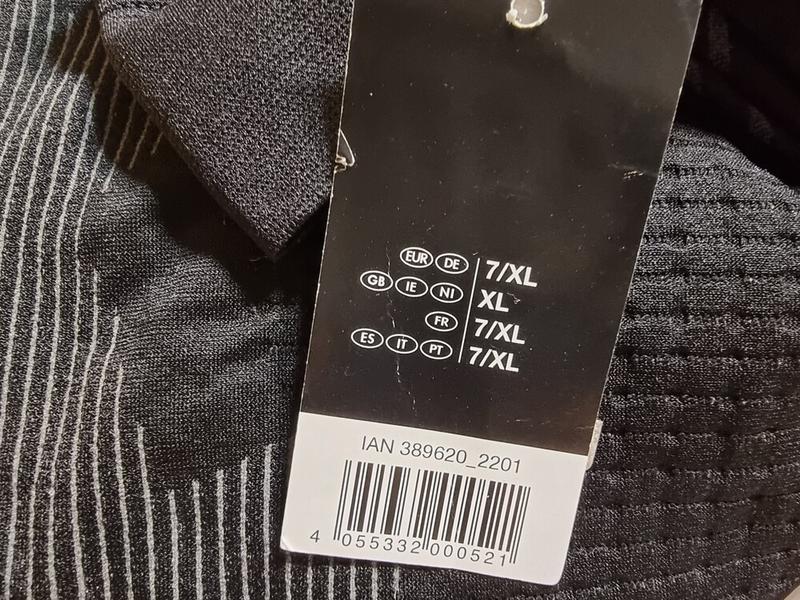 EUR DE 7/XL
GB IE NI XL
FR 7/XL
ES IT PT 7/XL
IAN 389620_2201
4 055332 000521